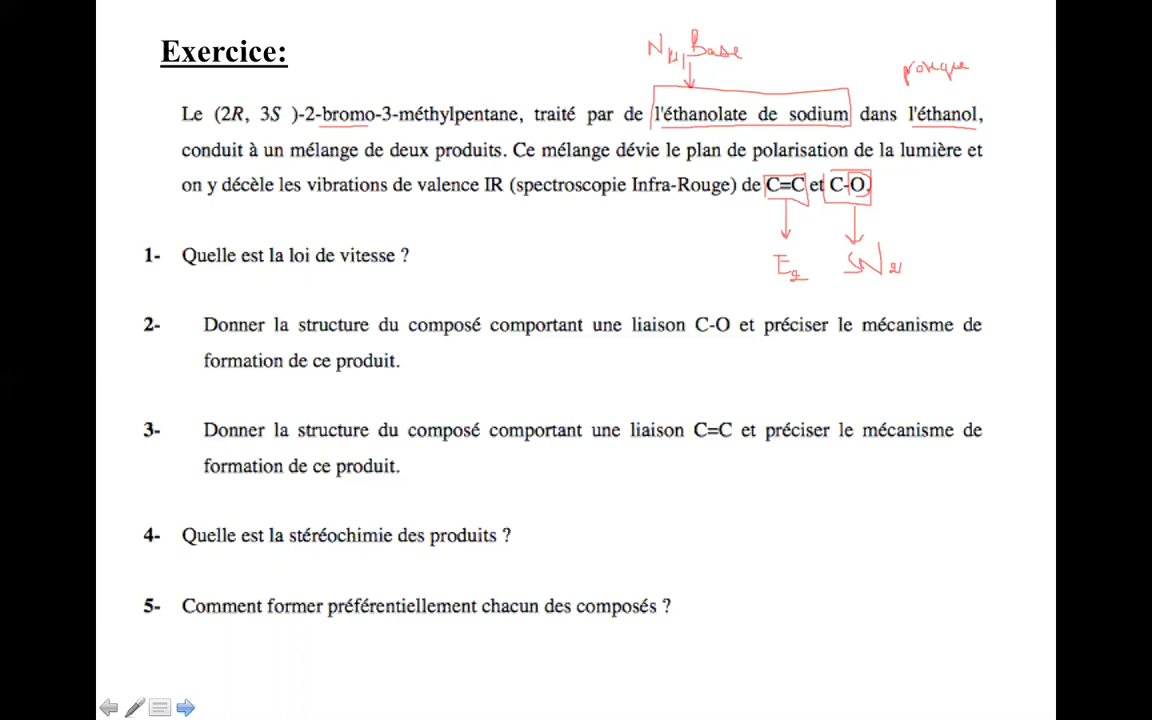 Exercice:
Nu, Base
protique
Le (2R, 3S )-2-bromo-3-méthylpentane, traité par de l'éthanolate de sodium dans l'éthanol,
conduit à un mélange de deux produits. Ce mélange dévie le plan de polarisation de la lumière et
on y décèle les vibrations de valence IR (spectroscopie Infra-Rouge) de C=C et C-O.
E2 SN2
1- Quelle est la loi de vitesse ?
2- Donner la structure du composé comportant une liaison C-O et préciser le mécanisme de
formation de ce produit.
3- Donner la structure du composé comportant une liaison C=C et préciser le mécanisme de
formation de ce produit.
4- Quelle est la stéréochimie des produits ?
5- Comment former préférentiellement chacun des composés ?